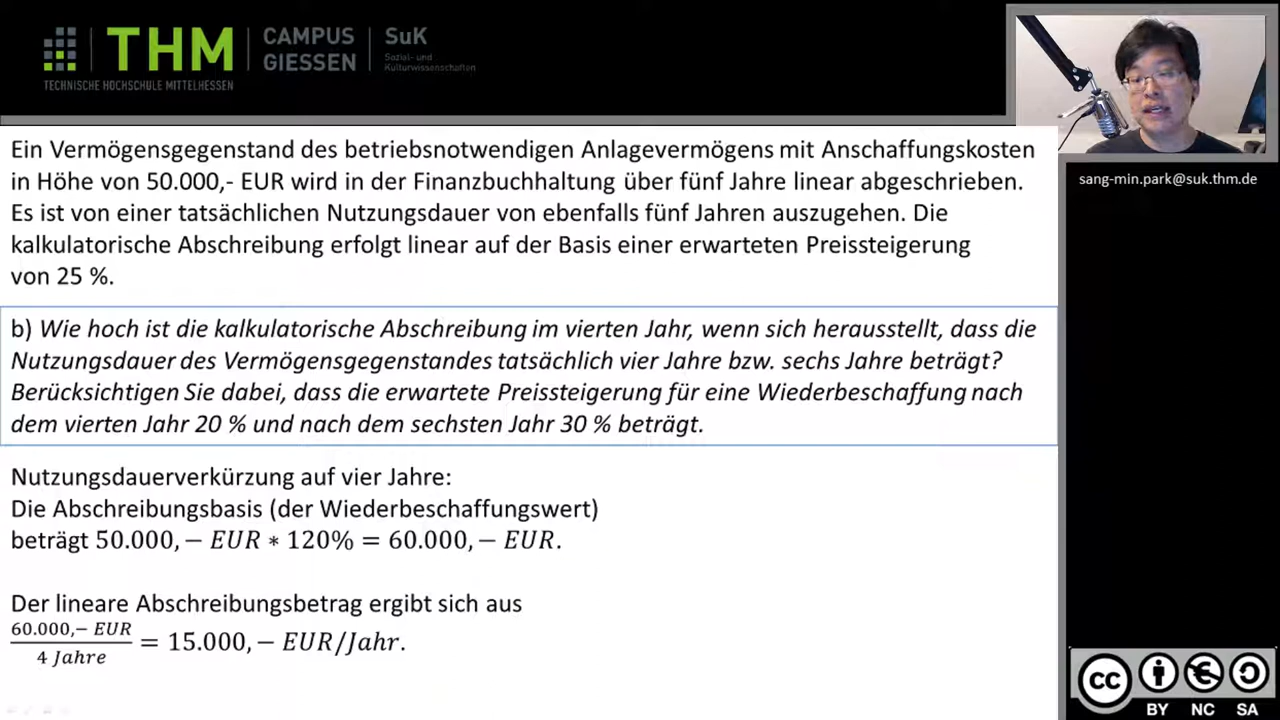 THM
CAMPUS
GIESSEN
SuK
Sozial- und
Kulturwissenschaften
TECHNISCHE HOCHSCHULE MITTELHESSEN
sang-min.park@suk.thm.de
Ein Vermögensgegenstand des betriebsnotwendigen Anlagevermögens mit Anschaffungskosten
in Höhe von 50.000,- EUR wird in der Finanzbuchhaltung über fünf Jahre linear abgeschrieben.
Es ist von einer tatsächlichen Nutzungsdauer von ebenfalls fünf Jahren auszugehen. Die
kalkulatorische Abschreibung erfolgt linear auf der Basis einer erwarteten Preissteigerung
von 25 %.
b) Wie hoch ist die kalkulatorische Abschreibung im vierten Jahr, wenn sich herausstellt, dass die
Nutzungsdauer des Vermögensgegenstandes tatsächlich vier Jahre bzw. sechs Jahre beträgt?
Berücksichtigen Sie dabei, dass die erwartete Preissteigerung für eine Wiederbeschaffung nach
dem vierten Jahr 20 % und nach dem sechsten Jahr 30 % beträgt.
Nutzungsdauerverkürzung auf vier Jahre:
Die Abschreibungsbasis (der Wiederbeschaffungswert)
beträgt 50.000,− EUR ∗ 120% = 60.000,− EUR.
Der lineare Abschreibungsbetrag ergibt sich aus
60.000,− EUR
4 Jahre
= 15.000,− EUR/Jahr.
cc
BY NC SA